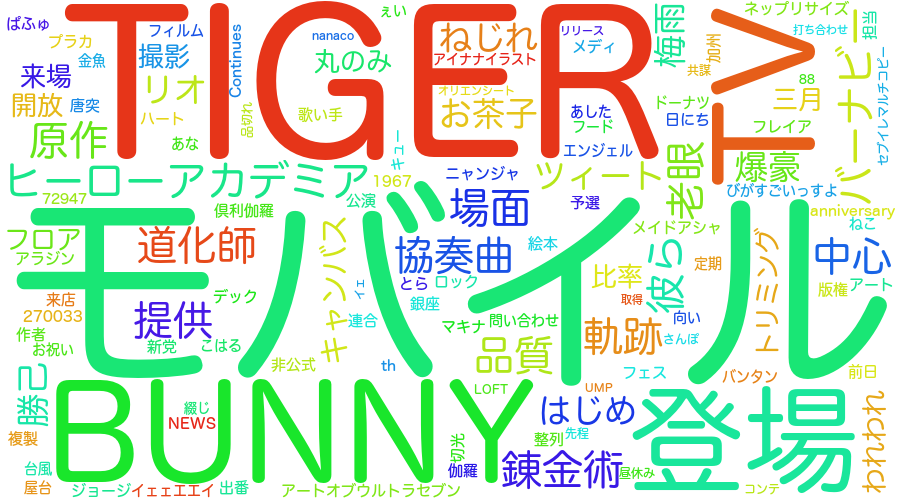 ぱふゅ
フィルム
Continues
nanaco
ぇい
ねじれ
リリース
梅雨
ネップリサイズ
打ち合わせ
担当
TIGER
TV
プラカ
金魚
撮影
来場
丸のみ
アイナナイラスト
メディ
加州
共謀
バーナビー
セブイレマルチコピー
開放
唐突
リオ
品切れ
オリエンシート
お茶子
88
三月
ハート
歌い手
あした
フード
ドーナツ
日にち
フレイア
原作
あな
キュー
エンジェル
老眼
爆豪
ヒーローアカデミア
1967
ニャンジャ
ツィート
びがすごいっすよ
72947
倶利伽羅
公演
場面
予選
anniversary
フロア
アラジン
道化師
キャンバス
協奏曲
絵本
メイドアシャ
ねこ
モバイル
彼ら
トリミング
中心
比率
定期
来店
270033
提供
デック
イェ
とら
ロック
銀座
取得
版権
アート
作者
お祝い
新党
こはる
連合
マキナ
問い合わせ
軌跡
向い
さんぽ
非公式
th
品質
フェス
バンタン
前日
勝己
BUNNY
LOFT
UMP
はじめ
登場
われわれ
綴じ
NEWS
複製
切光
整列
先程
台風
伽羅
錬金術
昼休み
屋台
ジョージ
イェェエエイ
出番
アートオブウルトラセブン
コンテ